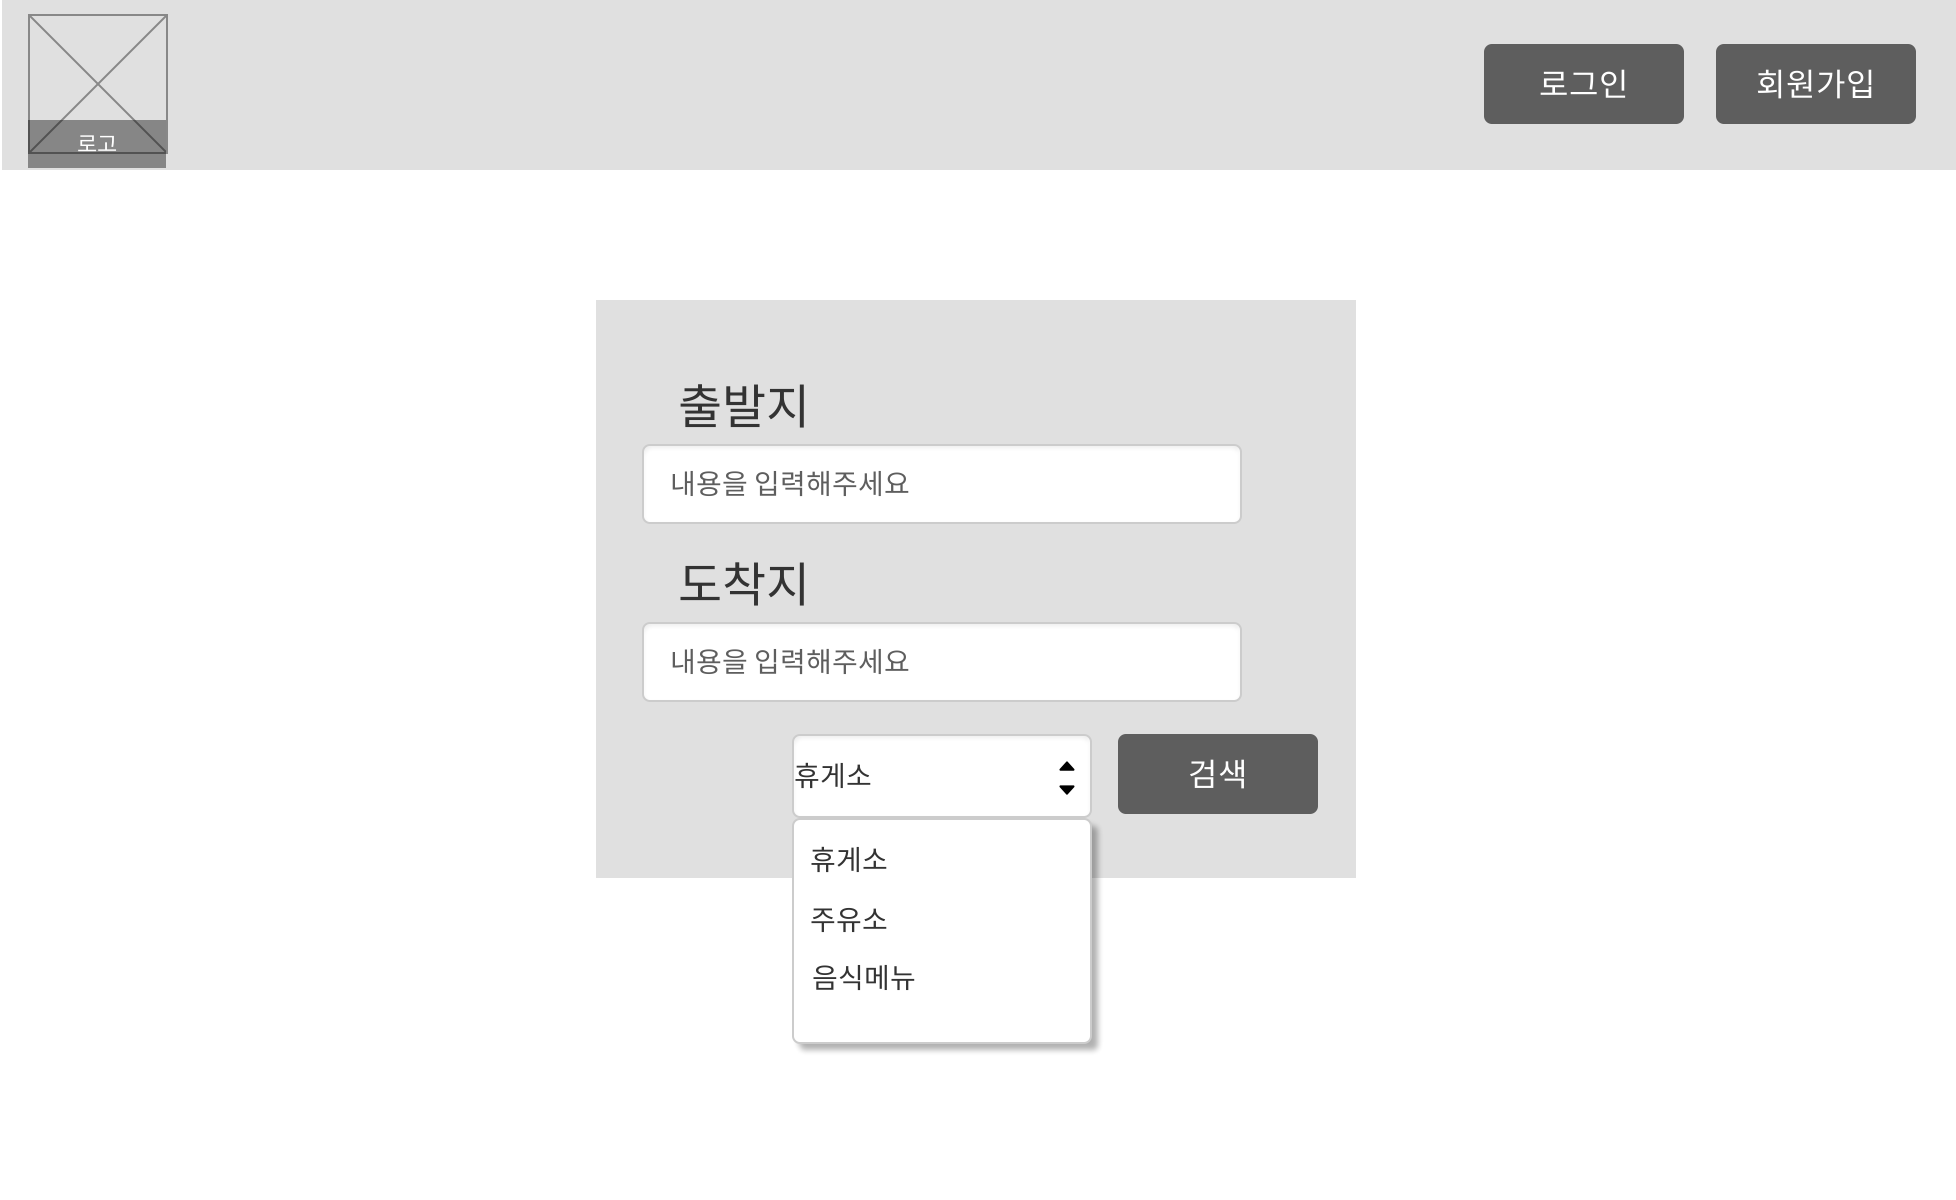 로고
로그인
회원가입
출발지
내용을 입력해주세요
도착지
내용을 입력해주세요
휴게소
검색
휴게소
주유소
음식메뉴